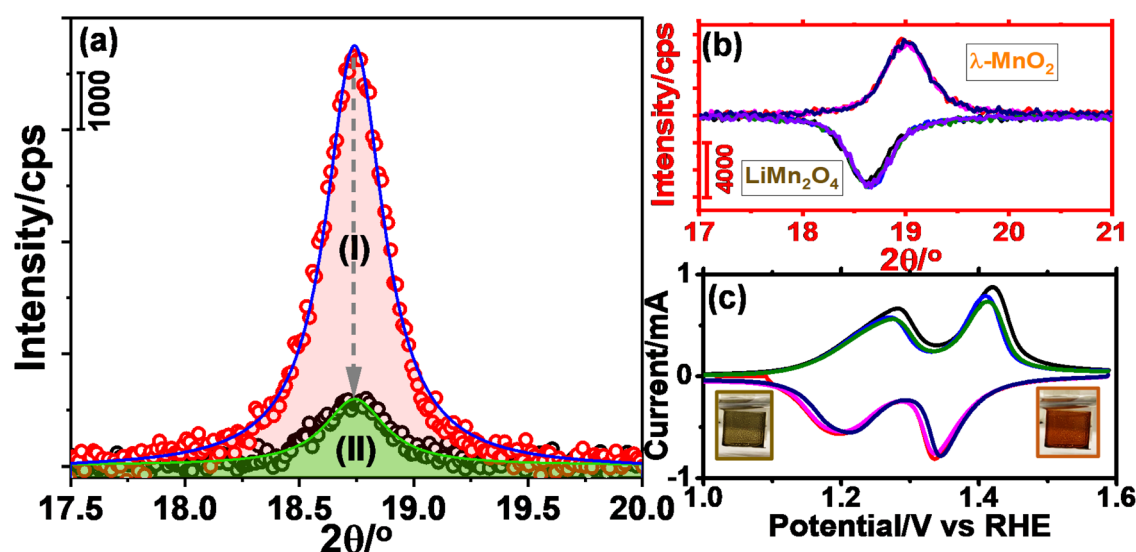 (a)
1000
(I)
(II)
Intensity/cps
17.5 18.0 18.5 19.0 19.5 20.0
2θ/°
(b)
λ-MnO₂
LiMn₂O₄
4000
Intensity/cps
17 18 19 20 21
2θ/°
(c)
1
0
-1
Current/mA
1.0 1.2 1.4 1.6
Potential/V vs RHE